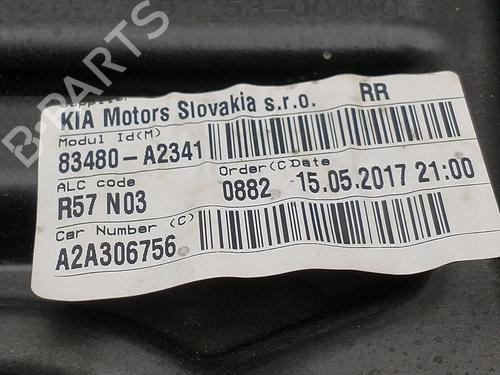 B-PARTS
KIA Motors Slovakia s.r.o. RR
Modul Id(M)
83480-A2341
ALC code Order(C)Date
R57 N03 0882 15.05.2017 21:00
Car Number (C)
A2A306756